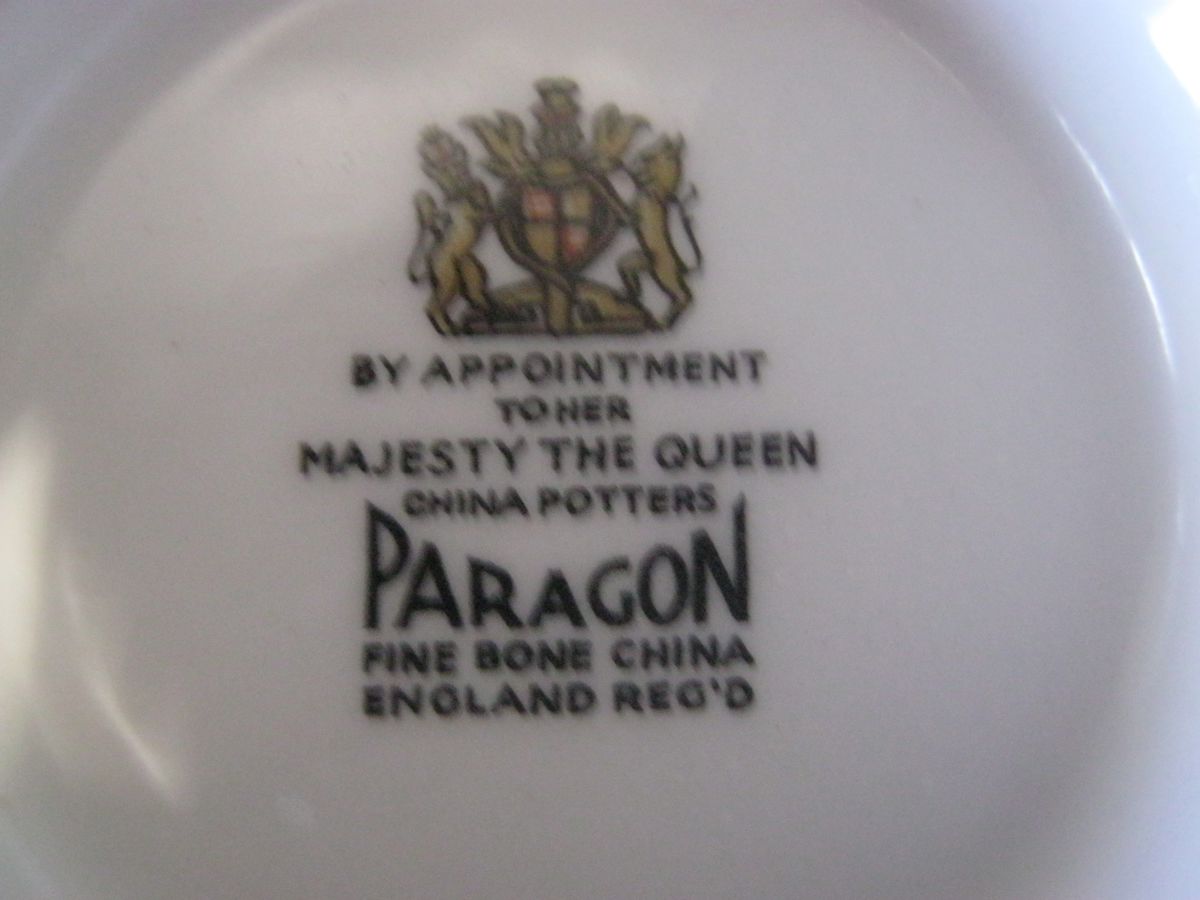 BY APPOINTMENT
TO HER
MAJESTY THE QUEEN
CHINA POTTERS
PARAGON
FINE BONE CHINA
ENGLAND REG'D